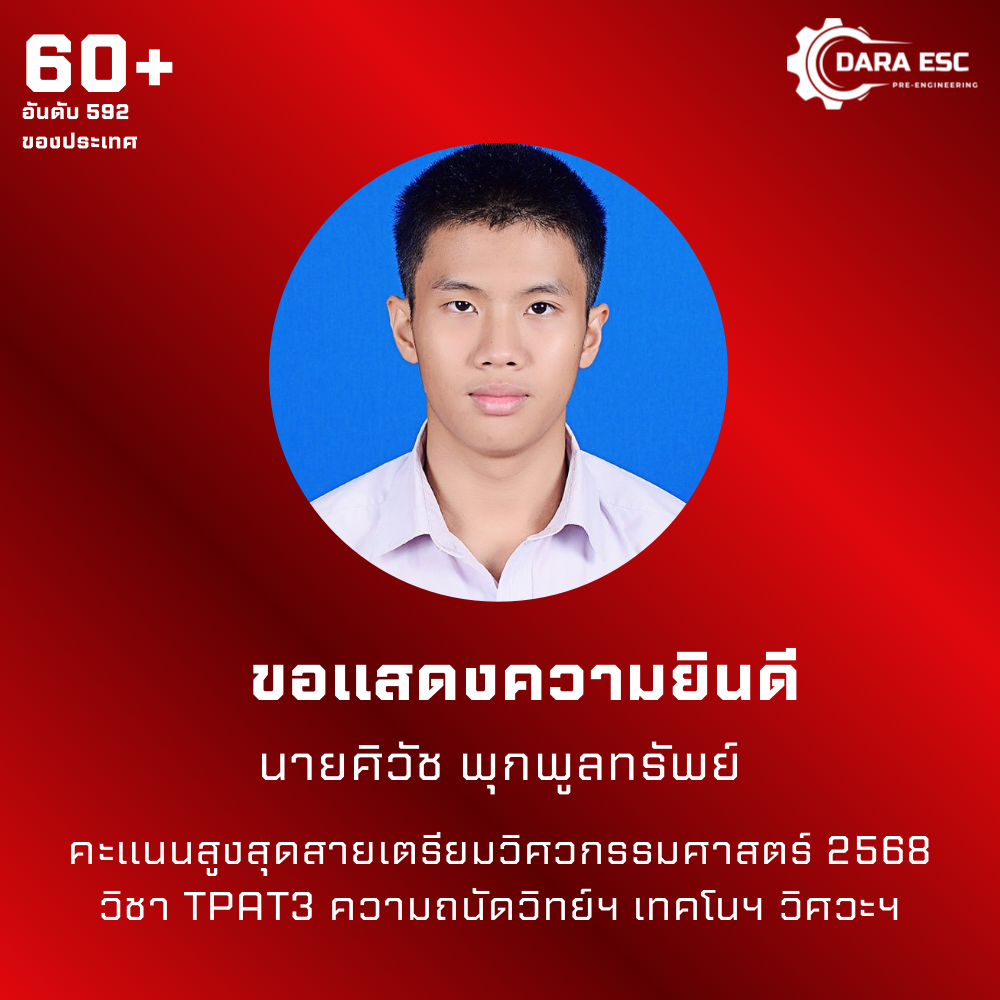 60+
อันดับ 592
ของประเทศ
DARA ESC
PRE-ENGINEERING
ขอแสดงความยินดี
นายศิวัช พุกพูลทรัพย์
คะแนนสูงสุดสายเตรียมวิศวกรรมศาสตร์ 2568
วิชา TPAT3 ความถนัดวิทย์ฯ เทคโนฯ วิศวะฯ